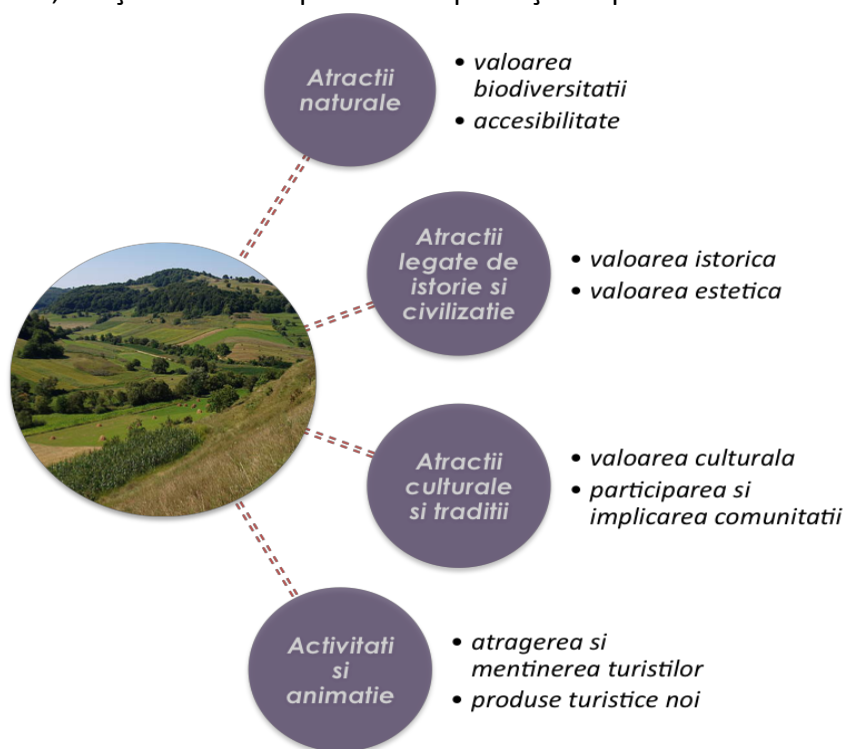 Atractii
naturale
• valoarea
biodiversitatii
• accesibilitate
Atractii
legate de
istorie si
civilizatie
• valoarea istorica
• valoarea estetica
Atractii
culturale
si traditii
• valoarea culturala
• participarea si
implicarea comunitatii
Activitati
si
animatie
• atragerea si
mentinerea turistilor
• produse turistice noi